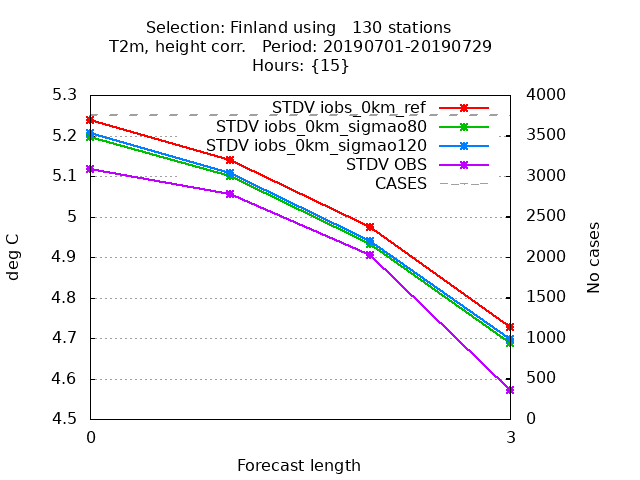 Selection: Finland using   130 stations
T2m, height corr.   Period: 20190701-20190729
Hours: {15}
5.3
5.2
5.1
5
4.9
4.8
4.7
4.6
4.5
deg C
STDV iobs_0km_ref
STDV iobs_0km_sigmao80
STDV iobs_0km_sigmao120
STDV OBS
CASES
4000
3500
3000
2500
2000
1500
1000
500
0
No cases
0
3
Forecast length